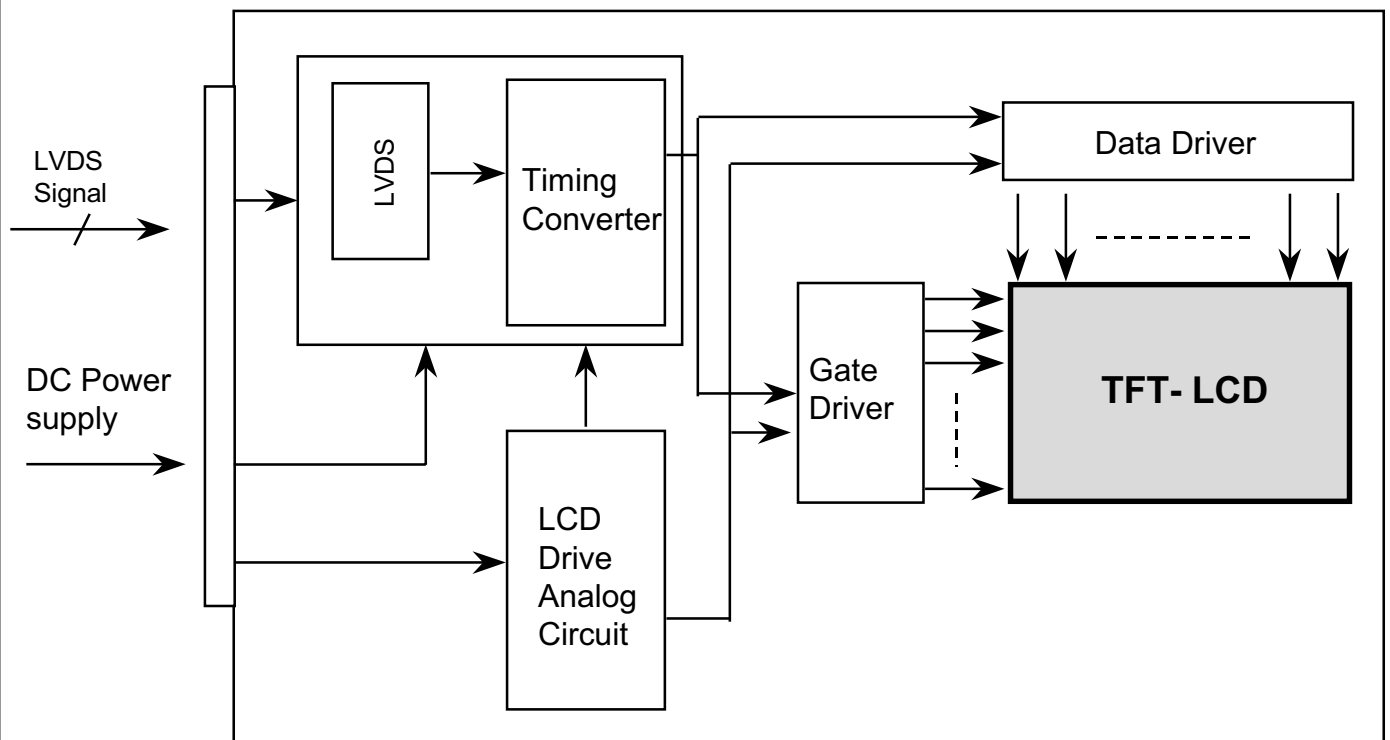 LVDS
Signal
DC Power
supply
LVDS
Timing
Converter
LCD
Drive
Analog
Circuit
Gate
Driver
Data Driver
TFT- LCD